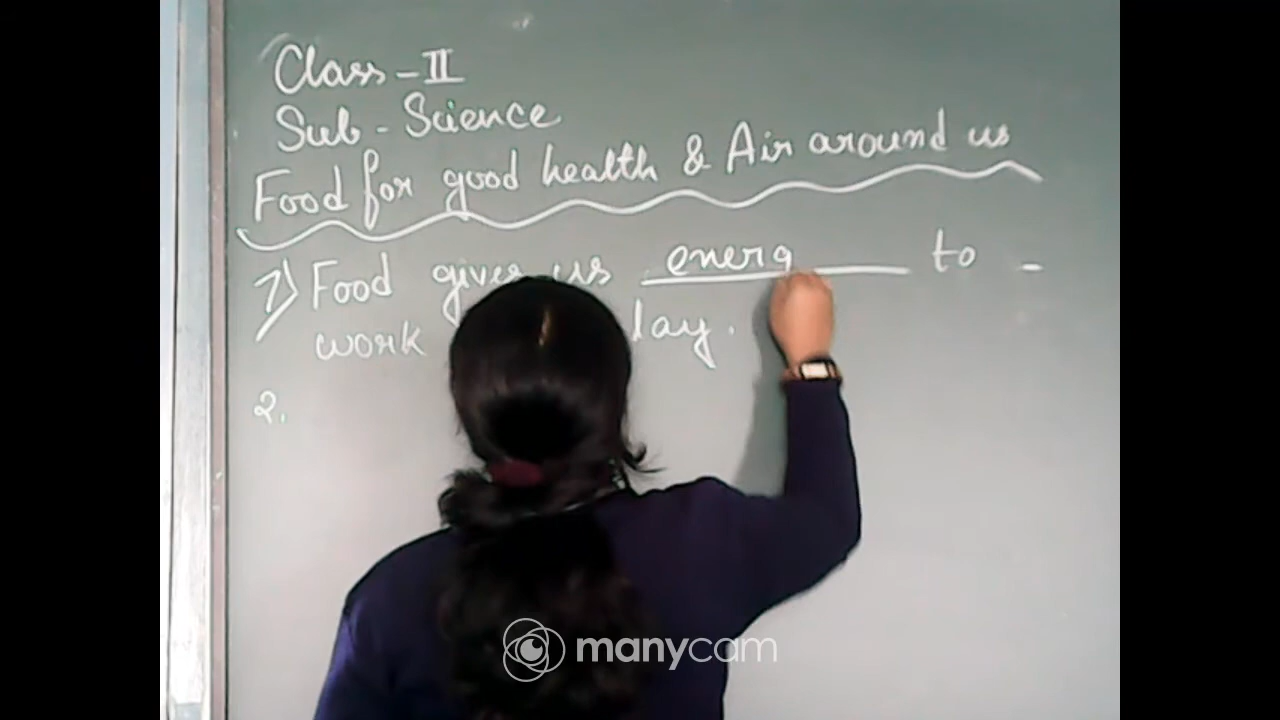 Class - II
Sub - Science
Food for good health & Air around us
1) Food gives us energ to -
work lay.
2.
manycam